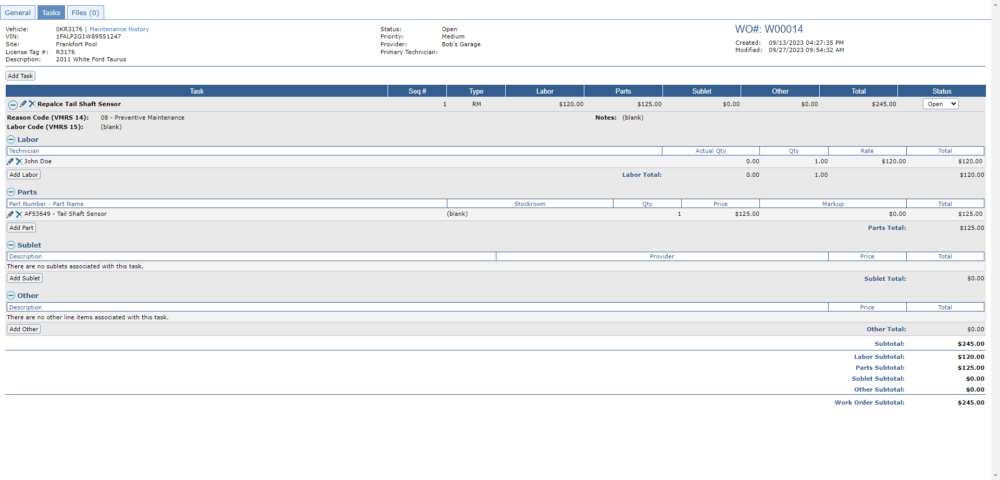 General Tasks Files (0)
Vehicle: 0KR3176 | Maintenance History Status: Open WO#: W00014
VIN: 1FALP2G1W895S1247 Priority: Medium Created: 09/13/2023 04:27:35 PM
Site: Frankfort Pool Provider: Bob's Garage Modified: 09/27/2023 09:54:32 AM
License Tag #: R3176 Primary Technician:
Description: 2011 White Ford Taurus
Add Task
Task Seq # Type Labor Parts Sublet Other Total Status
Repalce Tail Shaft Sensor 1 RM $120.00 $125.00 $0.00 $0.00 $245.00 Open
Reason Code (VMRS 14): 08 - Preventive Maintenance Notes: (blank)
Labor Code (VMRS 15): (blank)
Labor
Technician Actual Qty Qty Rate Total
John Doe 0.00 1.00 $120.00 $120.00
Add Labor Labor Total: 0.00 1.00 $120.00
Parts
Part Number - Part Name Stockroom Qty Price Markup Total
AF53649 - Tail Shaft Sensor (blank) 1 $125.00 $0.00 $125.00
Add Part Parts Total: $125.00
Sublet
Description Provider Price Total
There are no sublets associated with this task.
Add Sublet Sublet Total: $0.00
Other
Description Price Total
There are no other line items associated with this task.
Add Other Other Total: $0.00
Subtotal: $245.00
Labor Subtotal: $120.00
Parts Subtotal: $125.00
Sublet Subtotal: $0.00
Other Subtotal: $0.00
Work Order Subtotal: $245.00